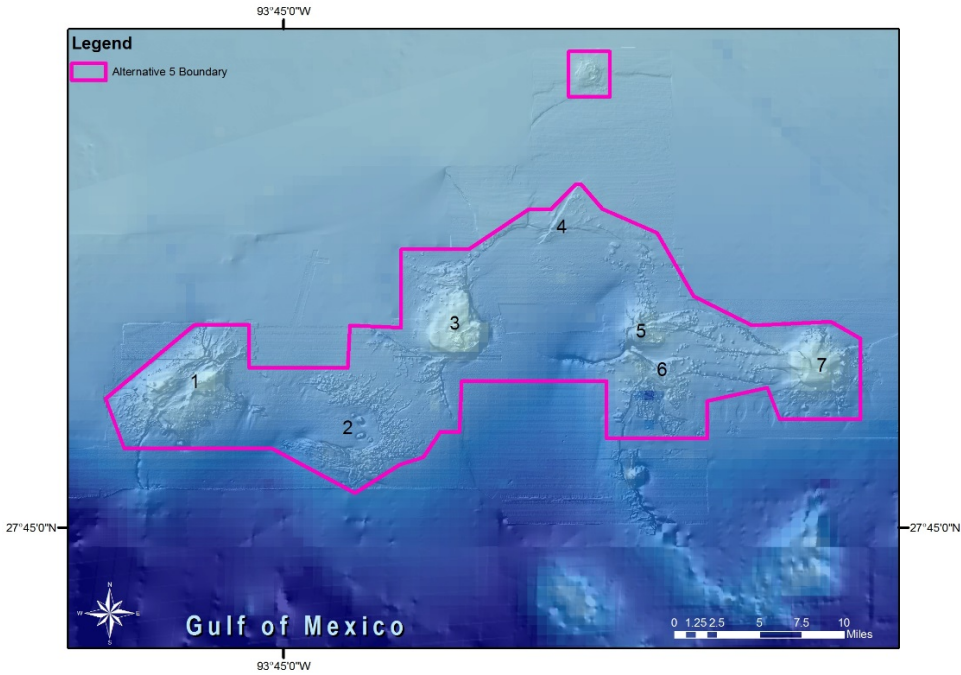 93°45'0"W
Legend
Alternative 5 Boundary
4
3
5
7
6
1
2
27°45'0"N
27°45'0"N
N
W E
S
Gulf of Mexico
0 1.25 2.5 5 7.5 10
Miles
93°45'0"W